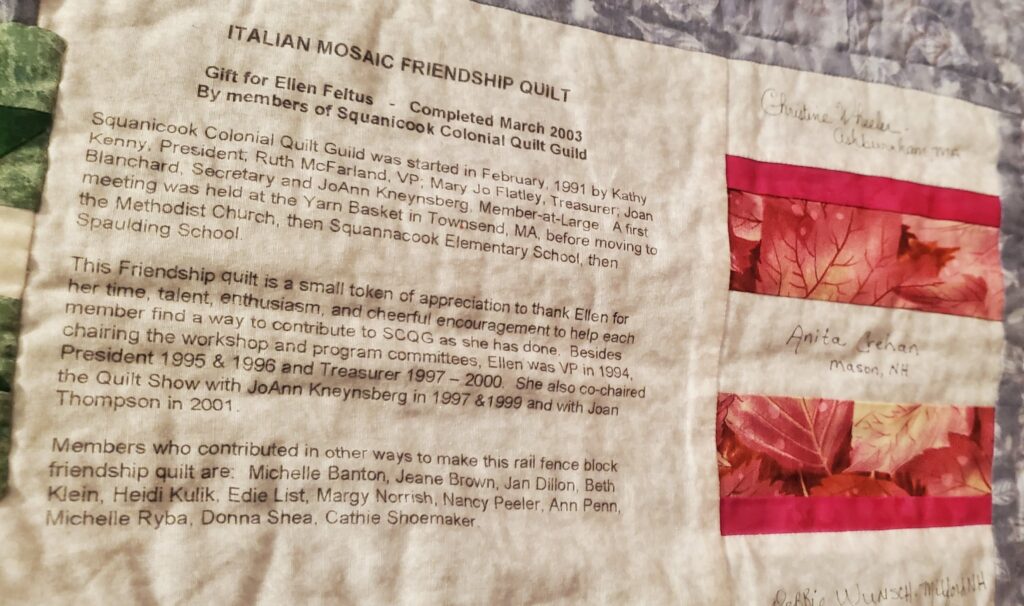 ITALIAN MOSAIC FRIENDSHIP QUILT
Gift for Ellen Feltus - Completed March 2003
By members of Squanicook Colonial Quilt Guild
Squanicook Colonial Quilt Guild was started in February, 1991 by Kathy
Kenny, President; Ruth McFarland, VP; Mary Jo Flatley, Treasurer; Joan
Blanchard, Secretary and JoAnn Kneynsberg, Member-at-Large. A first
meeting was held at the Yarn Basket in Townsend, MA, before moving to
the Methodist Church, then Squannacook Elementary School, then
Spaulding School.
This Friendship quilt is a small token of appreciation to thank Ellen for
her time, talent, enthusiasm, and cheerful encouragement to help each
member find a way to contribute to SCQG as she has done. Besides
chairing the workshop and program committees, Ellen was VP in 1994,
President 1995 & 1996 and Treasurer 1997 – 2000. She also co-chaired
the Quilt Show with JoAnn Kneynsberg in 1997 &1999 and with Joan
Thompson in 2001.
Members who contributed in other ways to make this rail fence block
friendship quilt are: Michelle Banton, Jeane Brown, Jan Dillon, Beth
Klein, Heidi Kulik, Edie List, Margy Norrish, Nancy Peeler, Ann Penn,
Michelle Ryba, Donna Shea, Cathie Shoemaker.
Christine Wheeler
Ashburnham, MA
Anita Crehan
Mason, NH
Debbie Wunsch, Milford NH